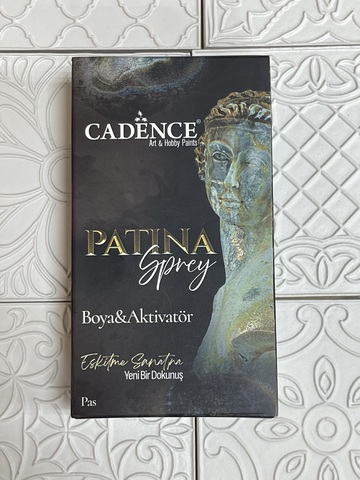 CADENCE®
Art & Hobby Paints
PATINA
Sprey
Boya&Aktivatör
Eskitme Sanatına
Yeni Bir Dokunuş
Pas